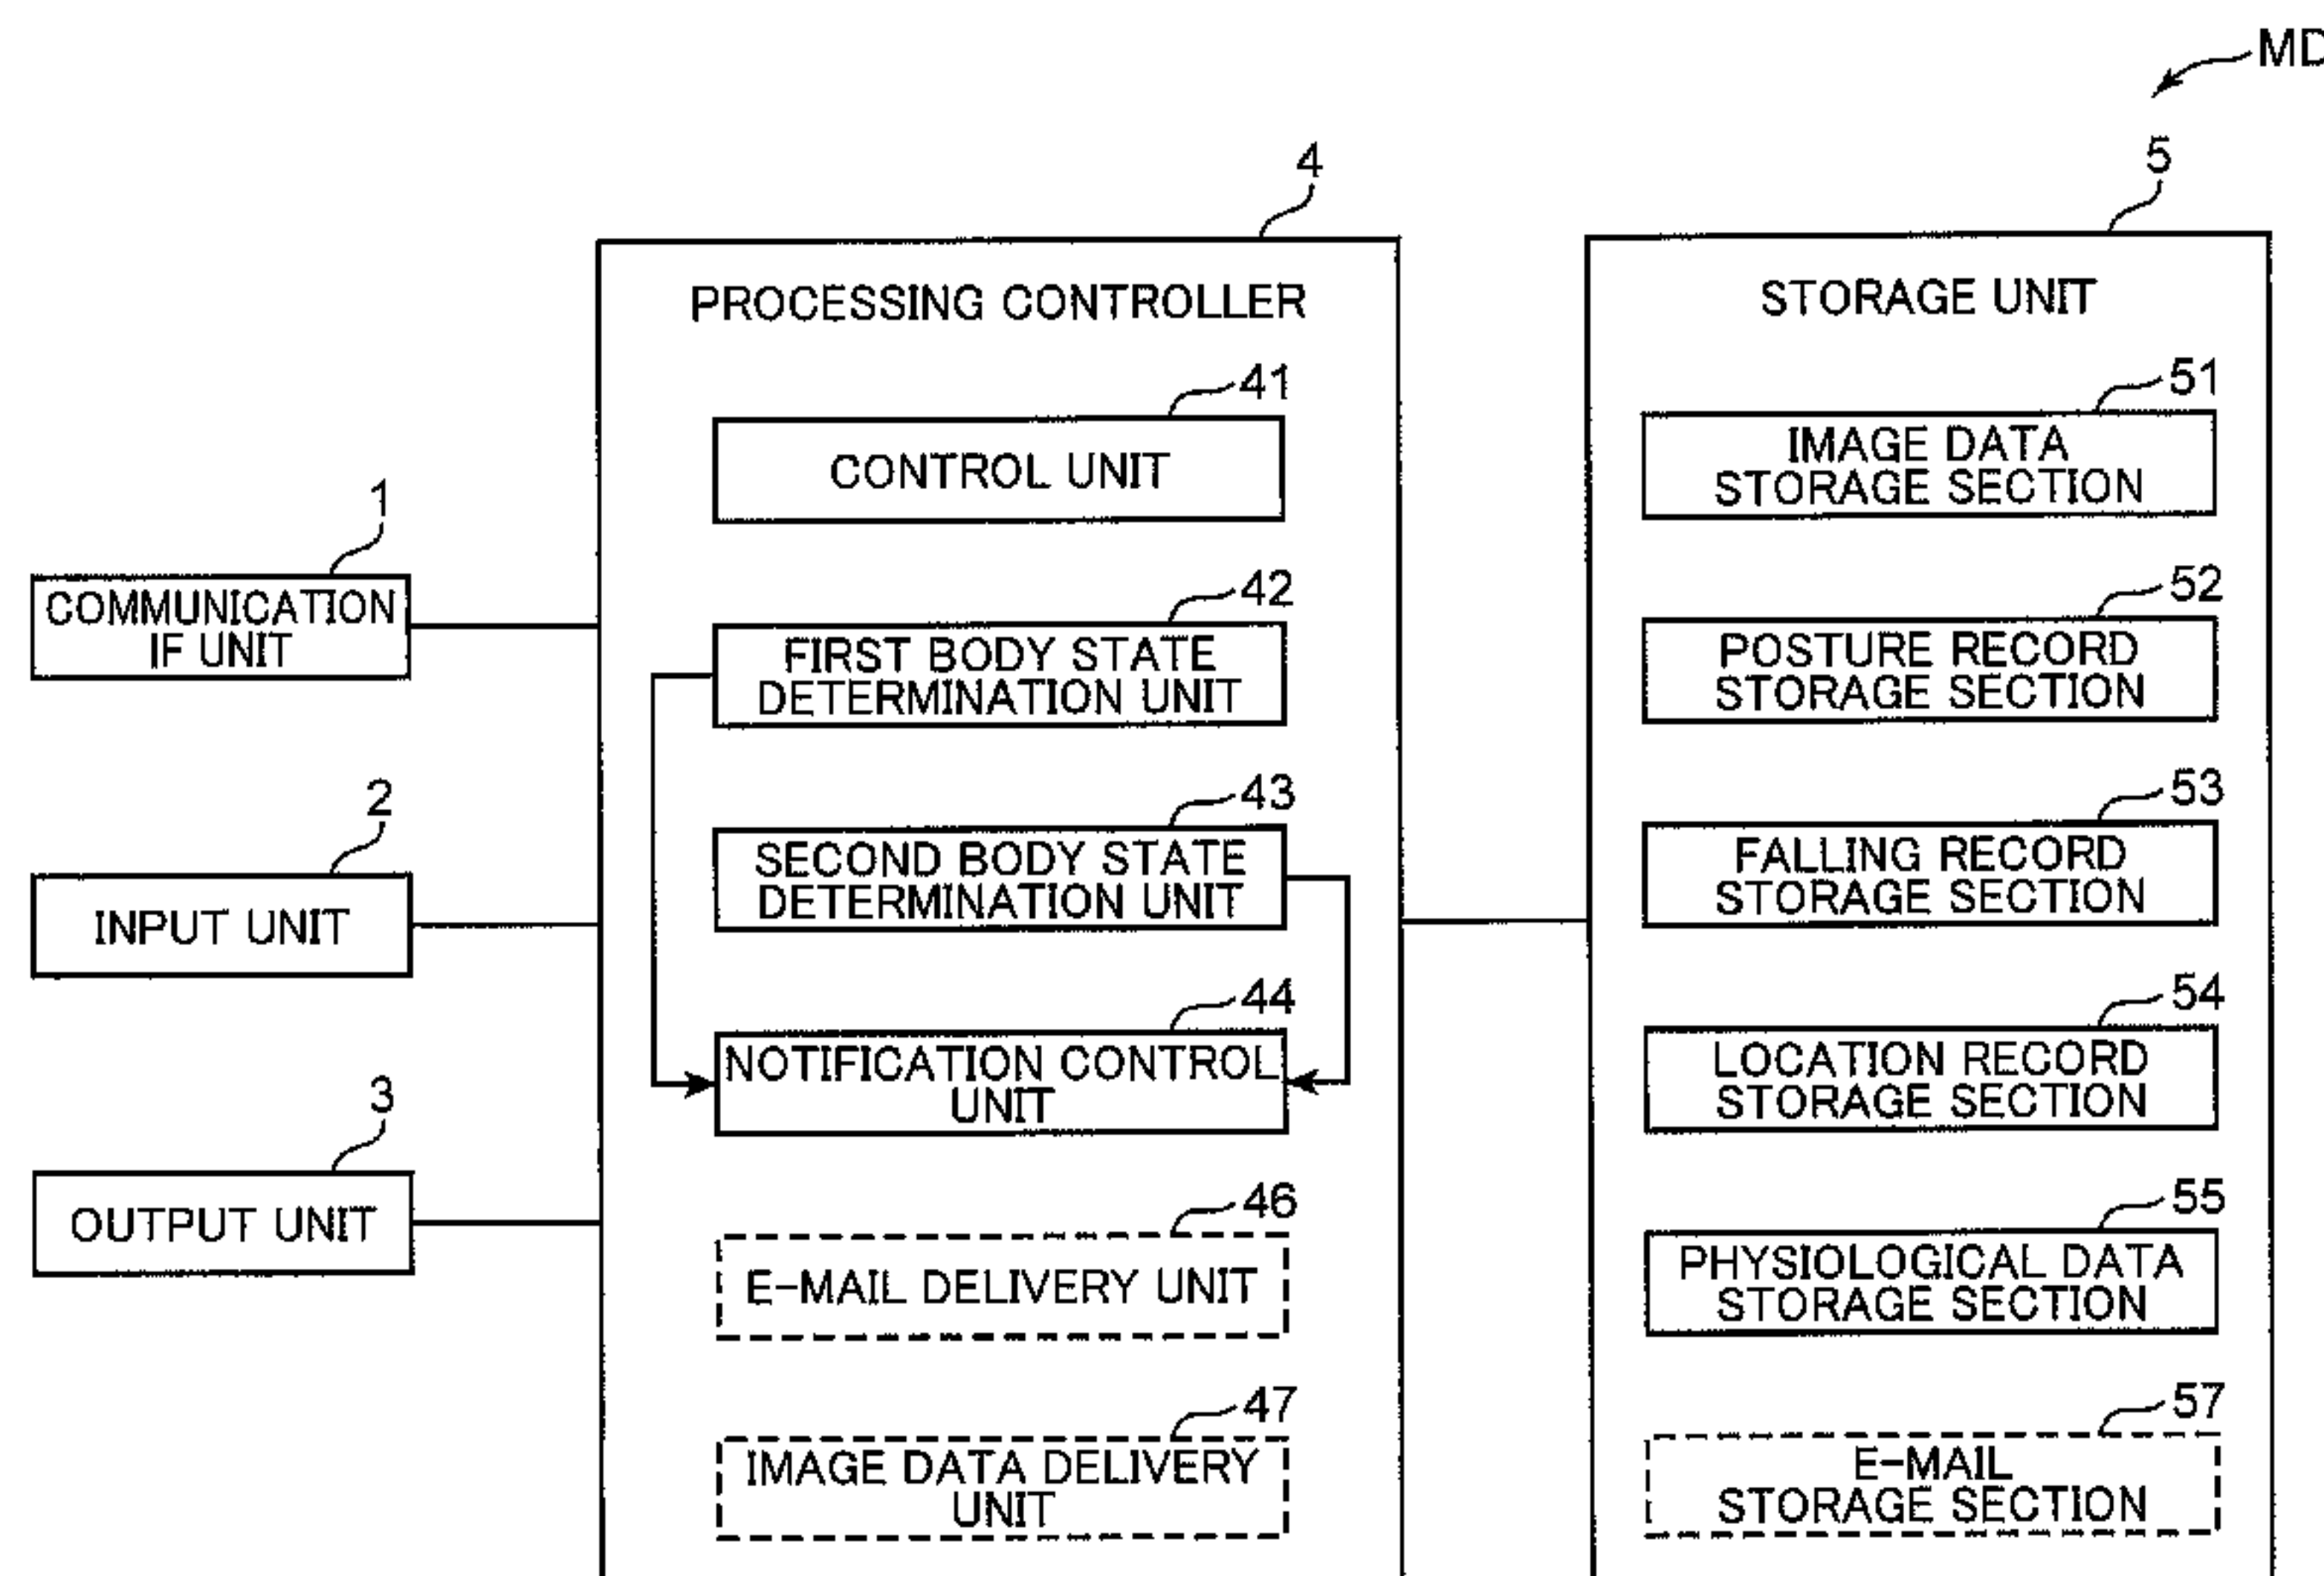 MD
4
5
PROCESSING CONTROLLER
STORAGE UNIT
41
CONTROL UNIT
51
IMAGE DATA
STORAGE SECTION
1
COMMUNICATION
IF UNIT
42
FIRST BODY STATE
DETERMINATION UNIT
52
POSTURE RECORD
STORAGE SECTION
2
INPUT UNIT
43
SECOND BODY STATE
DETERMINATION UNIT
53
FALLING RECORD
STORAGE SECTION
44
NOTIFICATION CONTROL
UNIT
54
LOCATION RECORD
STORAGE SECTION
3
OUTPUT UNIT
46
E-MAIL DELIVERY UNIT
55
PHYSIOLOGICAL DATA
STORAGE SECTION
47
IMAGE DATA DELIVERY
UNIT
57
E-MAIL
STORAGE SECTION